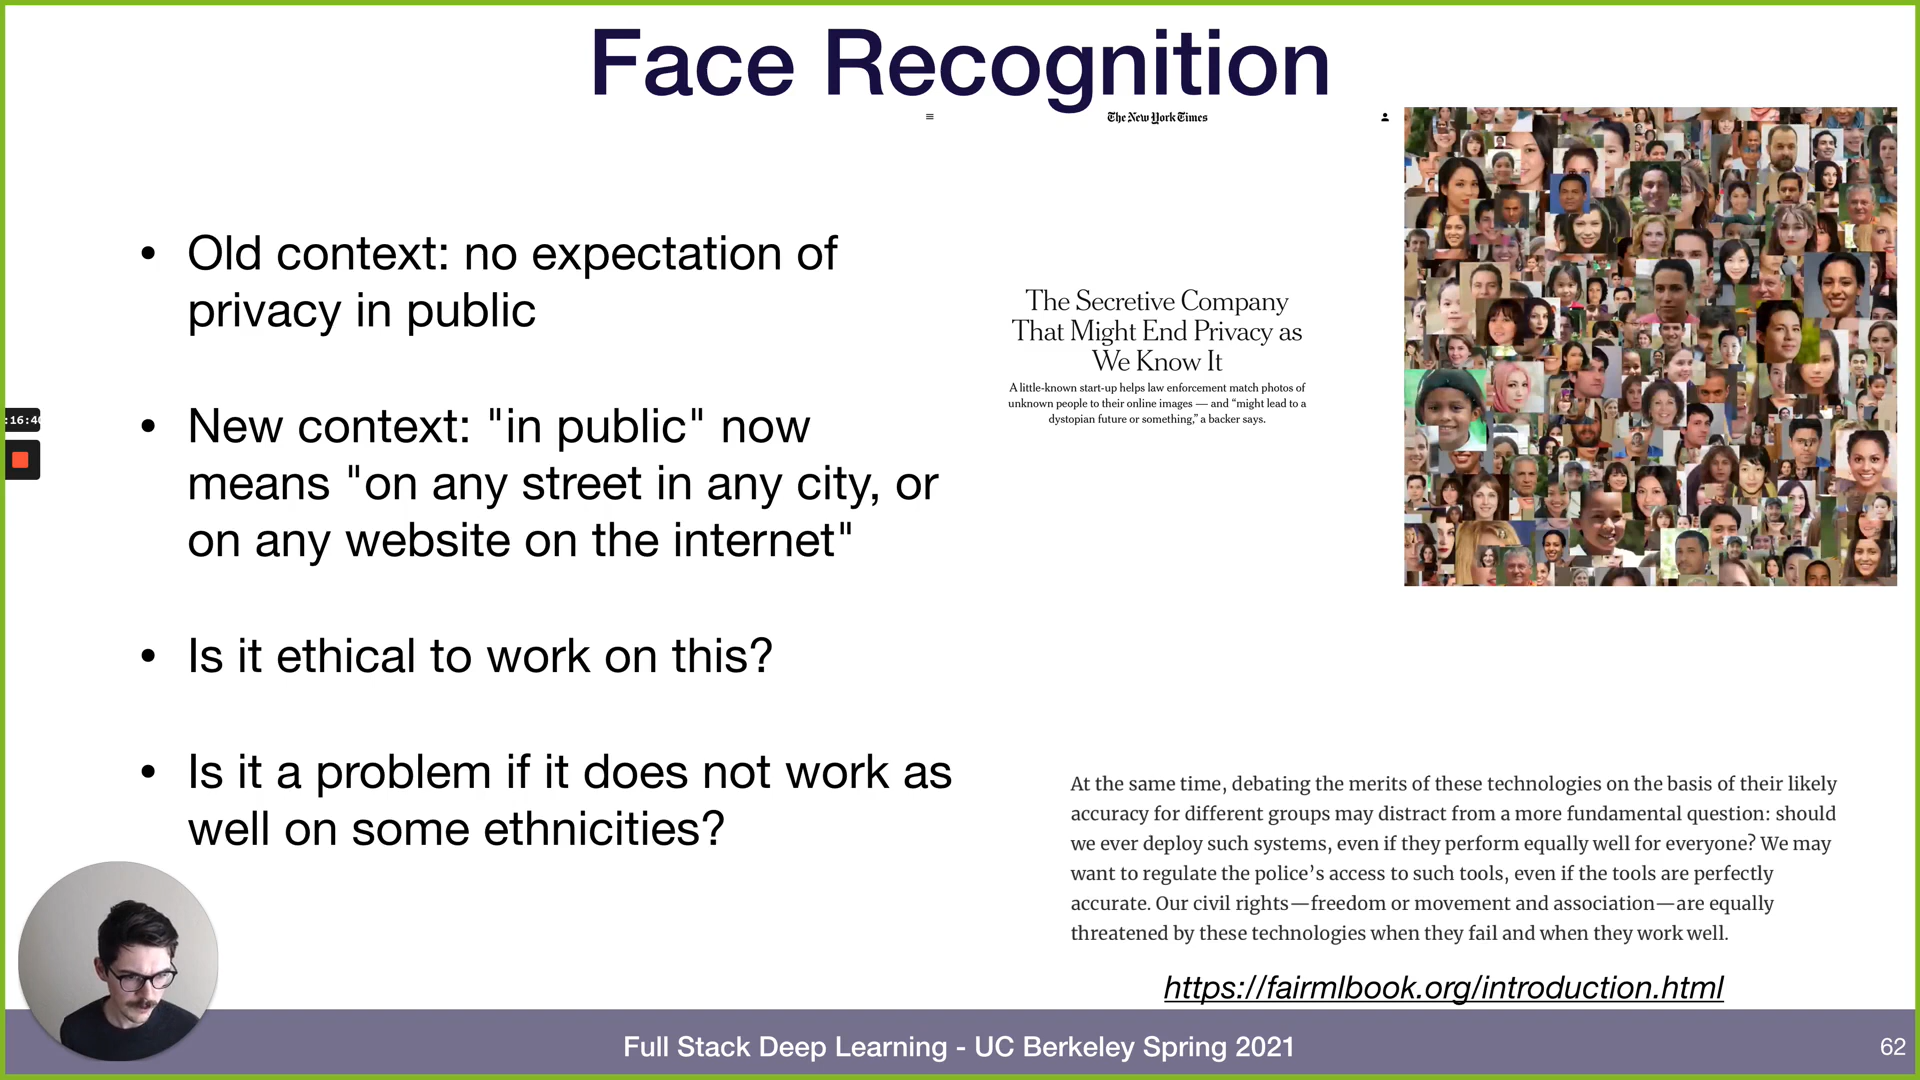 Face Recognition
The New York Times
• Old context: no expectation of
privacy in public
• New context: "in public" now
means "on any street in any city, or
on any website on the internet"
• Is it ethical to work on this?
• Is it a problem if it does not work as
well on some ethnicities?
The Secretive Company
That Might End Privacy as
We Know It
A little-known start-up helps law enforcement match photos of
unknown people to their online images — and “might lead to a
dystopian future or something,” a backer says.
At the same time, debating the merits of these technologies on the basis of their likely
accuracy for different groups may distract from a more fundamental question: should
we ever deploy such systems, even if they perform equally well for everyone? We may
want to regulate the police’s access to such tools, even if the tools are perfectly
accurate. Our civil rights—freedom or movement and association—are equally
threatened by these technologies when they fail and when they work well.
https://fairmlbook.org/introduction.html
Full Stack Deep Learning - UC Berkeley Spring 2021
62